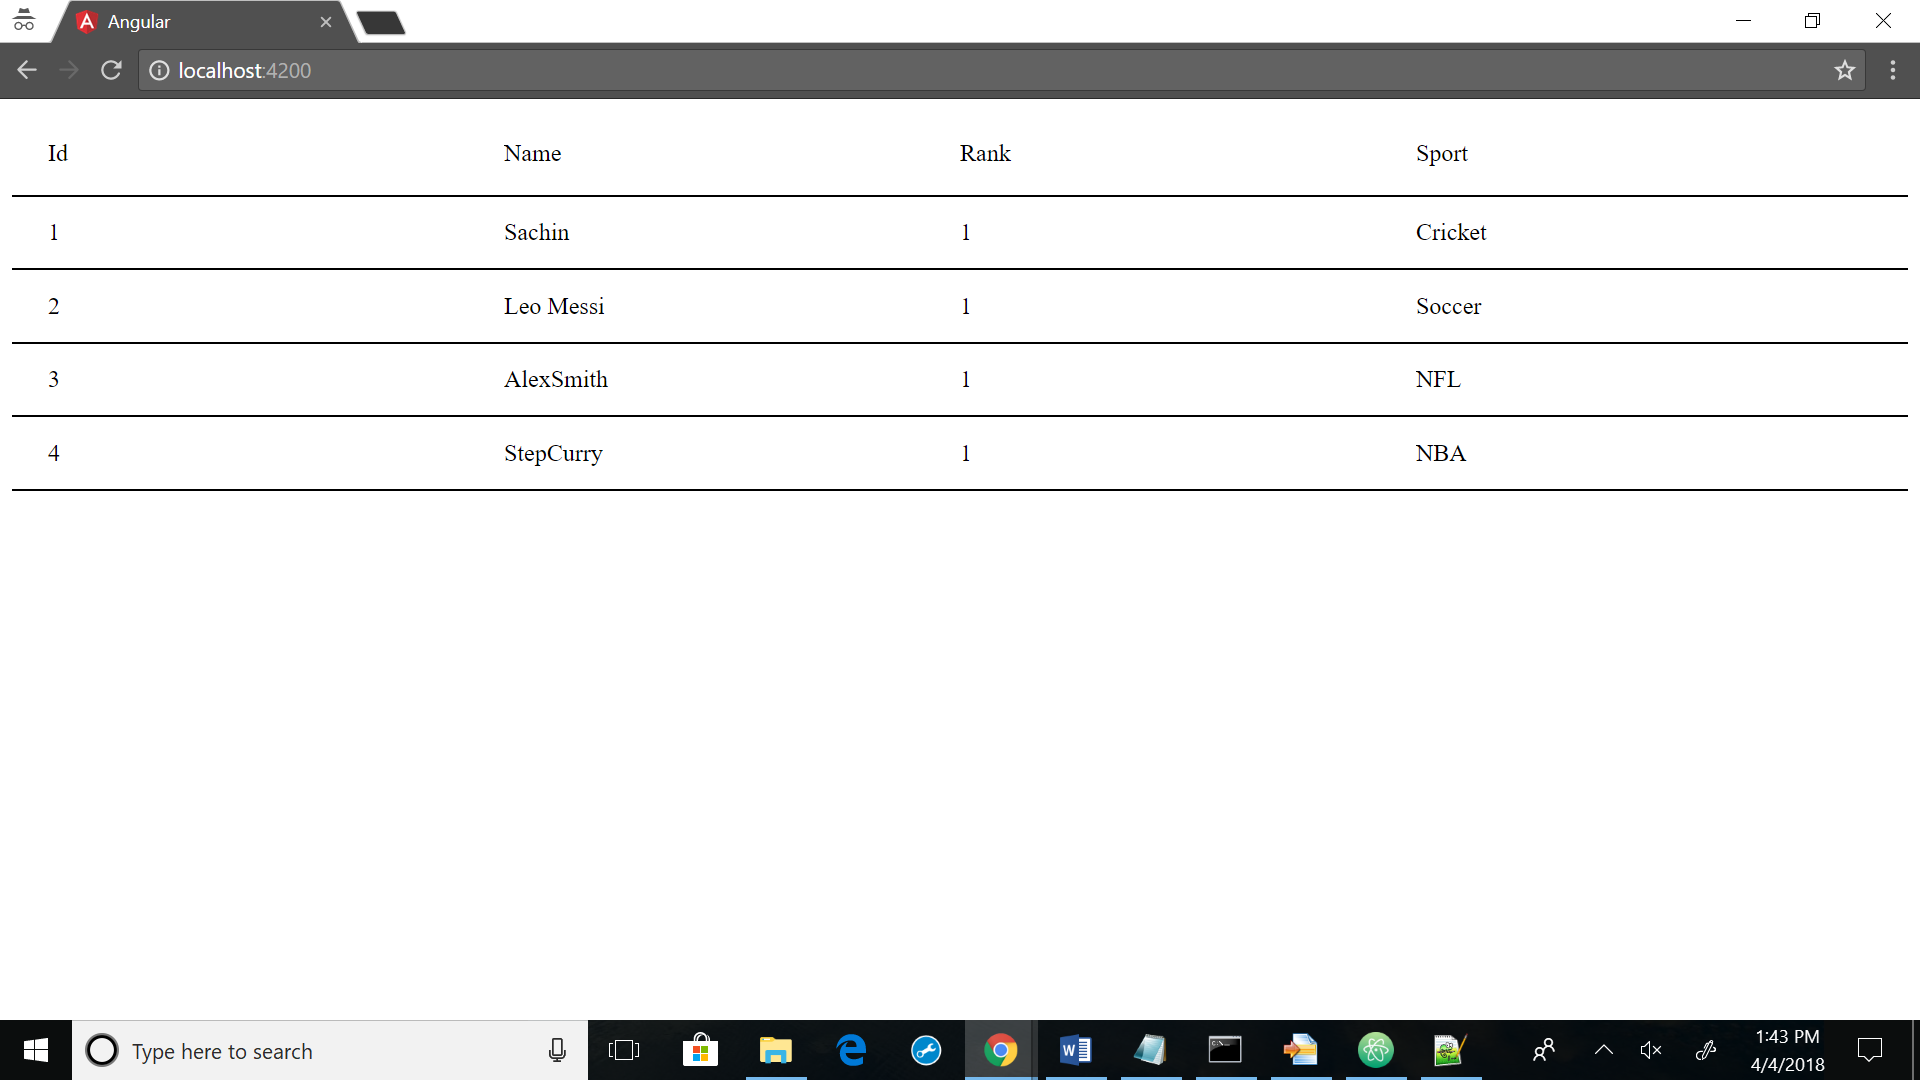 Angular
localhost:4200
Id Name Rank Sport
1 Sachin 1 Cricket
2 Leo Messi 1 Soccer
3 AlexSmith 1 NFL
4 StepCurry 1 NBA
Type here to search
1:43 PM
4/4/2018